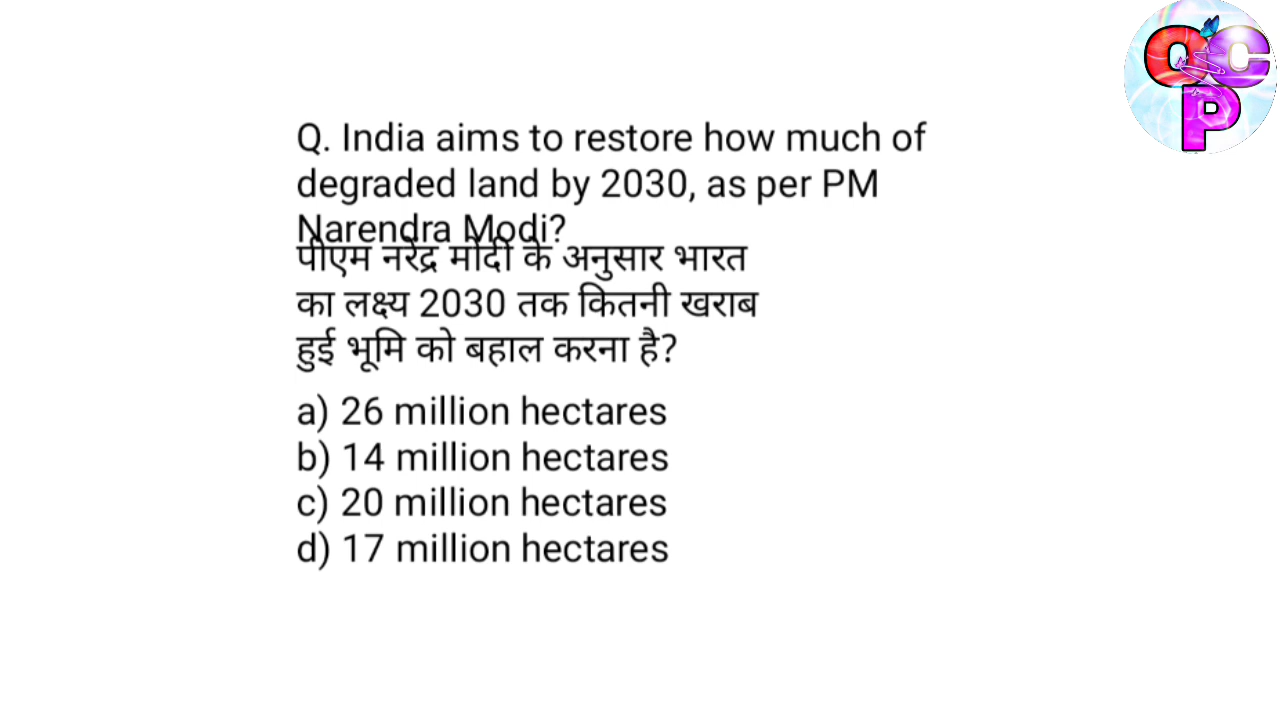 Q C
P
Q. India aims to restore how much of
degraded land by 2030, as per PM
Narendra Modi?
पीएम नरेंद्र मोदी के अनुसार भारत
का लक्ष्य 2030 तक कितनी खराब
हुई भूमि को बहाल करना है?
a) 26 million hectares
b) 14 million hectares
c) 20 million hectares
d) 17 million hectares